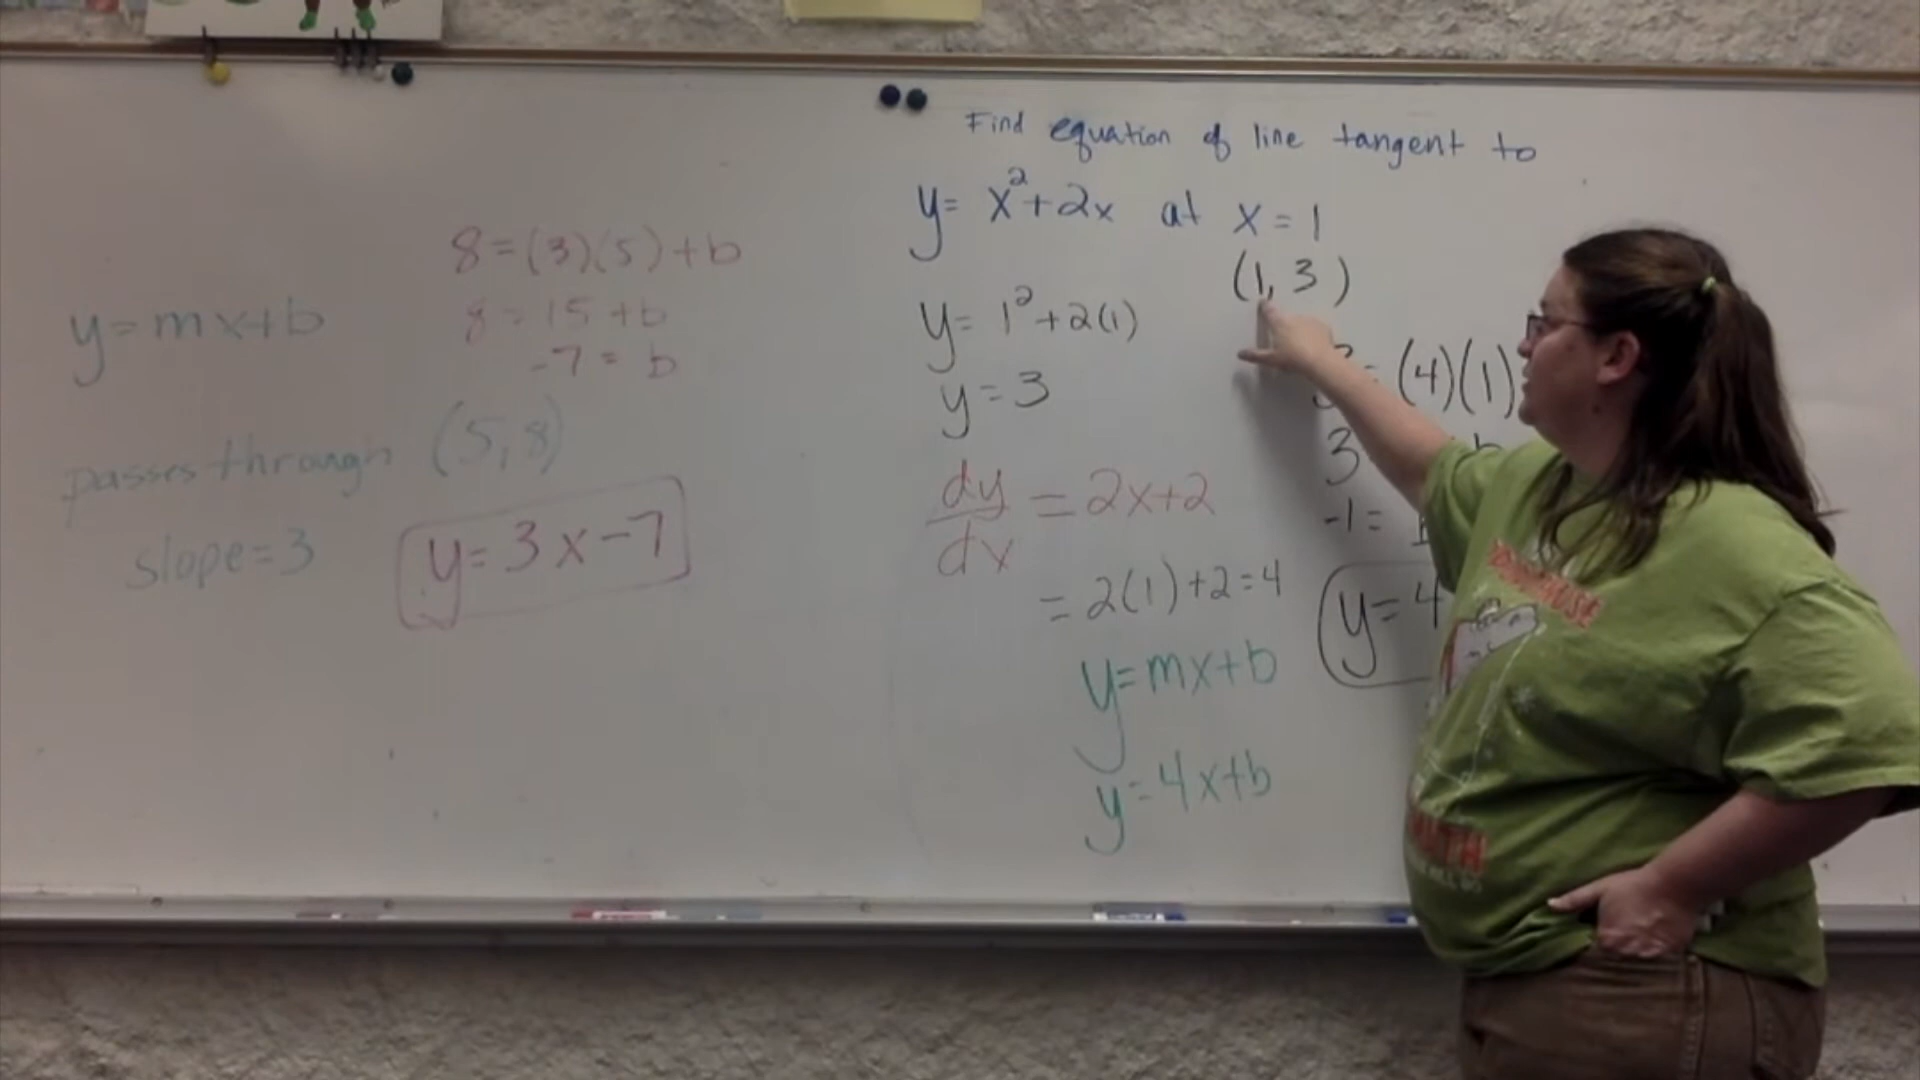 y=mx+b
8=(3)(5)+b
8=15+b
-7=b
passes through (5,8)
slope=3
y=3x-7
Find equation of line tangent to
y=x²+2x at x=1
(1,3)
y=1²+2(1)
y=3
dy/dx=2x+2
=2(1)+2=4
y=mx+b
y=4x+b
(4)(1)
3
-1=
y=4